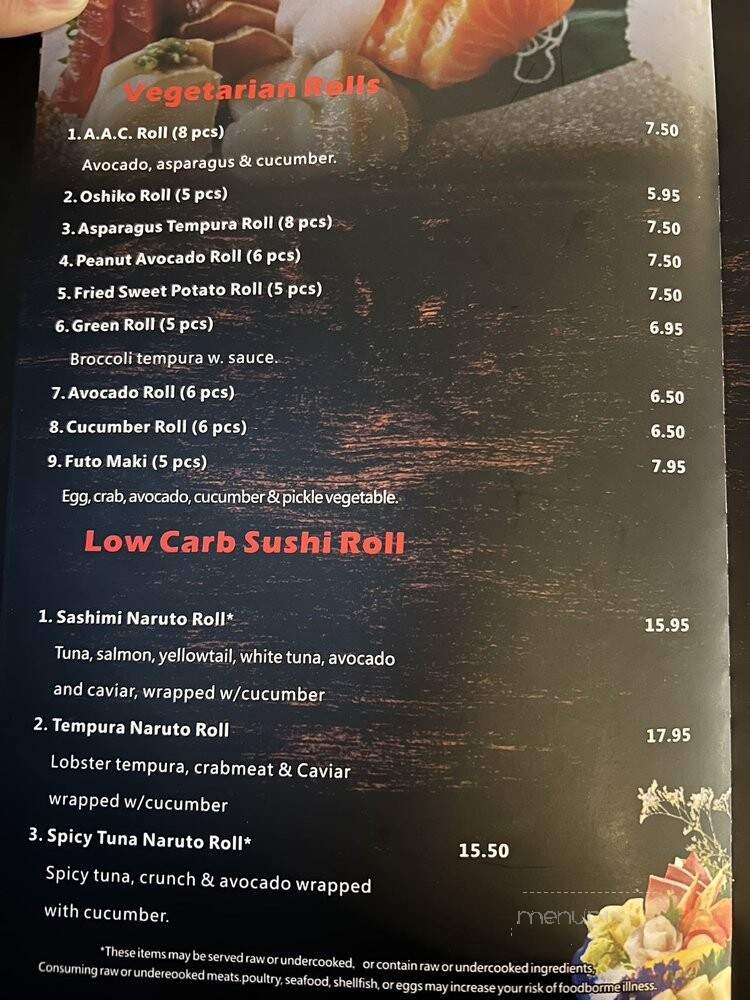 Vegetarian Rolls
1. A.A.C. Roll (8 pcs) 7.50
Avocado, asparagus & cucumber.
2. Oshiko Roll (5 pcs) 5.95
3. Asparagus Tempura Roll (8 pcs) 7.50
4. Peanut Avocado Roll (6 pcs) 7.50
5. Fried Sweet Potato Roll (5 pcs) 7.50
6. Green Roll (5 pcs) 6.95
Broccoli tempura w. sauce.
7. Avocado Roll (6 pcs) 6.50
8. Cucumber Roll (6 pcs) 6.50
9. Futo Maki (5 pcs) 7.95
Egg, crab, avocado, cucumber & pickle vegetable.
Low Carb Sushi Roll
1. Sashimi Naruto Roll* 15.95
Tuna, salmon, yellowtail, white tuna, avocado
and caviar, wrapped w/cucumber
2. Tempura Naruto Roll 17.95
Lobster tempura, crabmeat & Caviar
wrapped w/cucumber
3. Spicy Tuna Naruto Roll* 15.50
Spicy tuna, crunch & avocado wrapped
with cucumber.
*These items may be served raw or undercooked, or contain raw or undercooked ingredients,
Consuming raw or undereooked meats.poultry, seafood, shellfish, or eggs may increase your risk of foodborme illness.